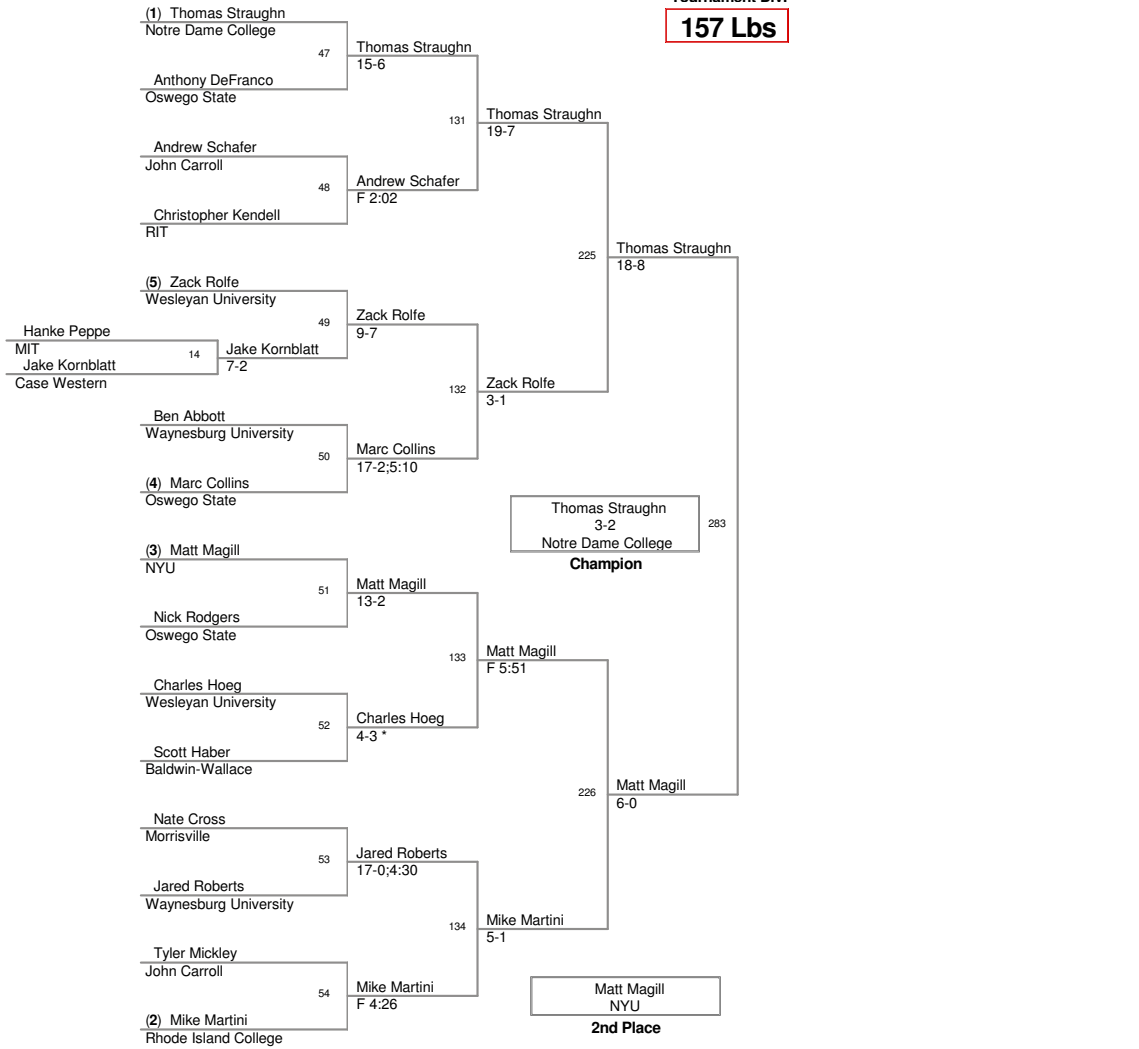 Tournament Div.
157 Lbs
(1) Thomas Straughn
Notre Dame College
47
Anthony DeFranco
Oswego State
Thomas Straughn
15-6
131
Andrew Schafer
John Carroll
48
Christopher Kendell
RIT
Andrew Schafer
F 2:02
Thomas Straughn
19-7
225
(5) Zack Rolfe
Wesleyan University
49
Hanke Peppe
MIT
14
Jake Kornblatt
Case Western
Jake Kornblatt
7-2
Zack Rolfe
9-7
132
Ben Abbott
Waynesburg University
50
(4) Marc Collins
Oswego State
Marc Collins
17-2;5:10
Zack Rolfe
3-1
Thomas Straughn
18-8
Thomas Straughn
3-2
Notre Dame College
Champion
283
(3) Matt Magill
NYU
51
Nick Rodgers
Oswego State
Matt Magill
13-2
133
Charles Hoeg
Wesleyan University
52
Scott Haber
Baldwin-Wallace
Charles Hoeg
4-3 *
Matt Magill
F 5:51
226
Nate Cross
Morrisville
53
Jared Roberts
Waynesburg University
Jared Roberts
17-0;4:30
134
Tyler Mickley
John Carroll
54
(2) Mike Martini
Rhode Island College
Mike Martini
F 4:26
Mike Martini
5-1
Matt Magill
6-0
Matt Magill
NYU
2nd Place